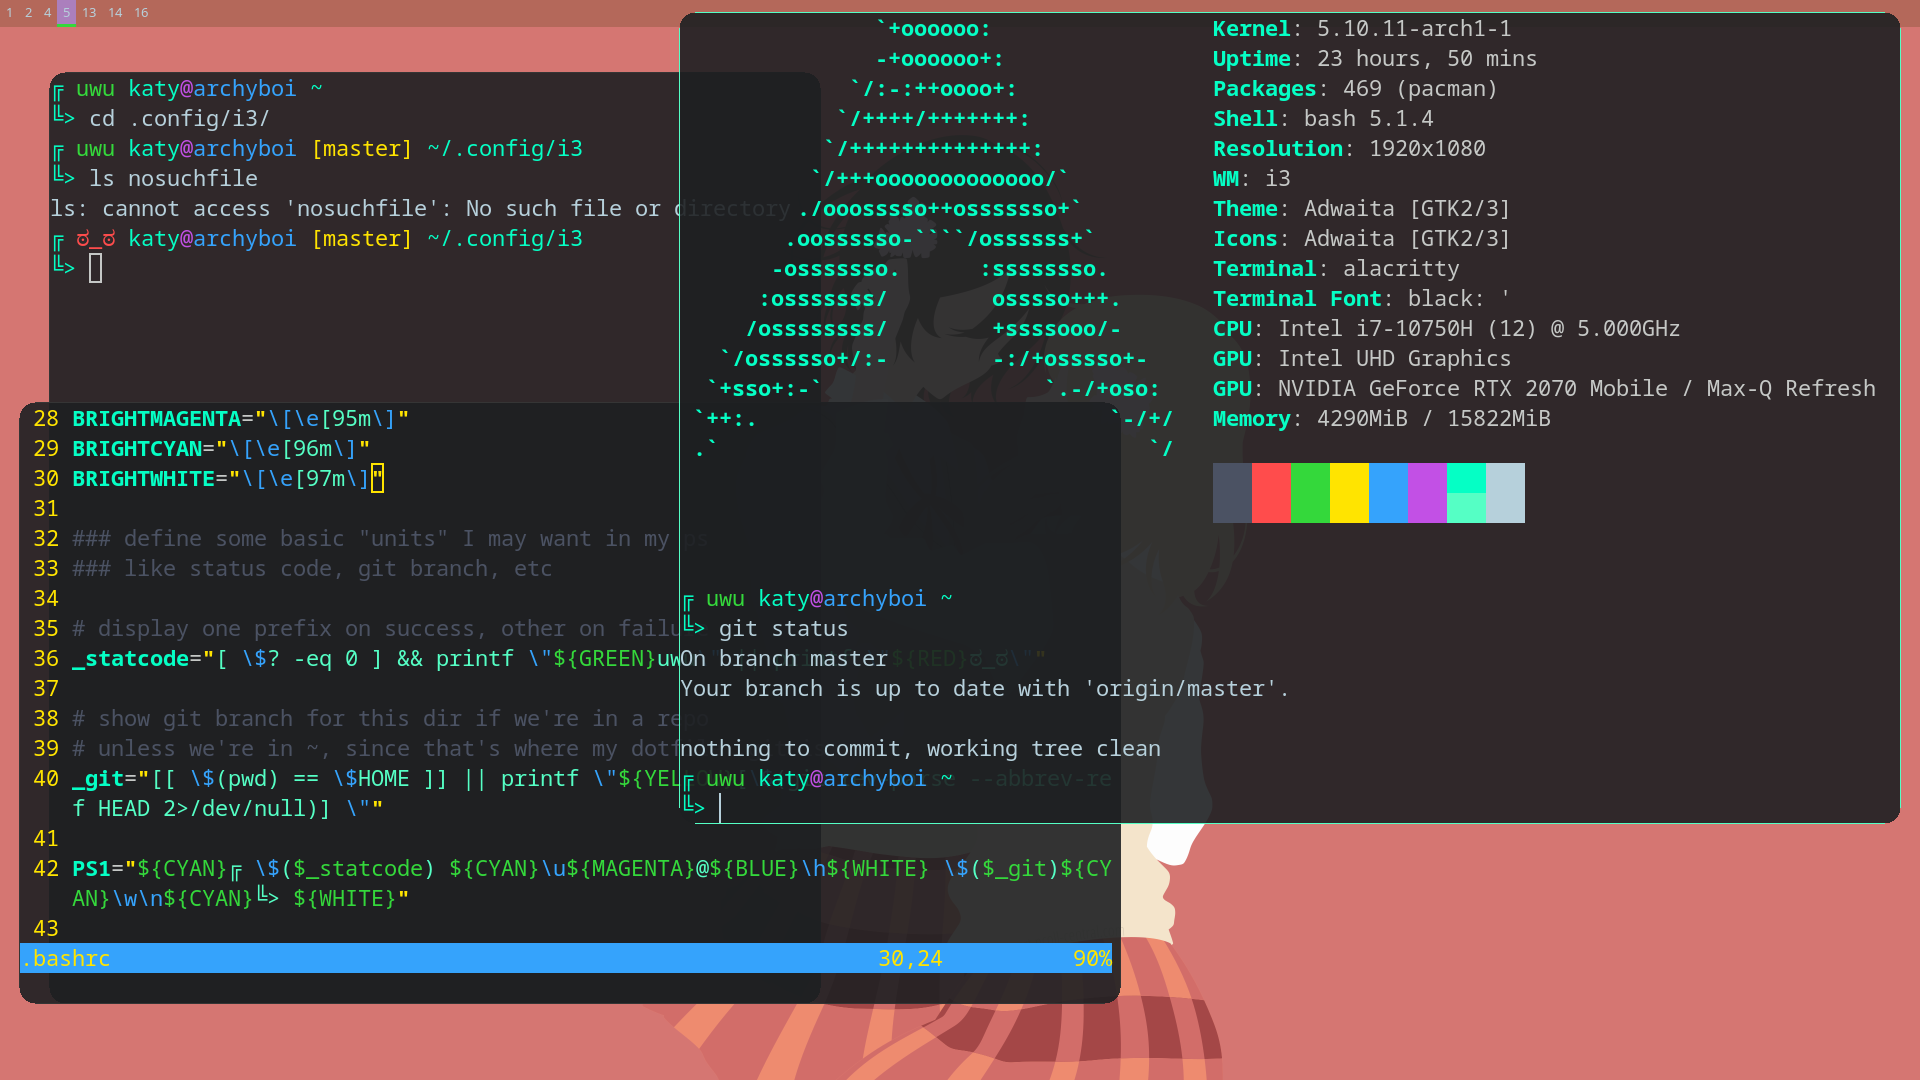 1 2 4 5 13 14 16
╔ uwu katy@archyboi ~
╚> cd .config/i3/
╔ uwu katy@archyboi [master] ~/.config/i3
╚> ls nosuchfile
ls: cannot access 'nosuchfile': No such file or directory
╔ ಠ_ಠ katy@archyboi [master] ~/.config/i3
╚>
28 BRIGHTMAGENTA="\[\e[95m\]"
29 BRIGHTCYAN="\[\e[96m\]"
30 BRIGHTWHITE="\[\e[97m\]"
31
32 ### define some basic "units" I may want in my ps
33 ### like status code, git branch, etc
34
35 # display one prefix on success, other on failu
36 _statcode="[ \$? -eq 0 ] && printf \"${GREEN}uw ${RED}ಠ_ಠ\""
37
38 # show git branch for this dir if we're in a repo
39 # unless we're in ~, since that's where my dotf
40 _git="[[ \$(pwd) == \$HOME ]] || printf \"${YEL --abbrev-re
f HEAD 2>/dev/null)] \""
41
42 PS1="${CYAN}╔ \$($_statcode) ${CYAN}\u${MAGENTA}@${BLUE}\h${WHITE} \$($_git)${CY
AN}\w\n${CYAN}╚> ${WHITE}"
43
.bashrc 30,24 90%
`+oooooo:
-+oooooo+:
`/:-:++oooo+:
`/++++/+++++++:
`/++++++++++++++:
`/+++ooooooooooooo/`
./ooosssso++osssssso+`
.oossssso-````/ossssss+`
-osssssso. :ssssssso.
:osssssss/ osssso+++.
/ossssssss/ +ssssooo/-
`/ossssso+/:- -:/+osssso+-
`+sso+:-` `.-/+oso:
`++:. `-/+/
.` `/
Kernel: 5.10.11-arch1-1
Uptime: 23 hours, 50 mins
Packages: 469 (pacman)
Shell: bash 5.1.4
Resolution: 1920x1080
WM: i3
Theme: Adwaita [GTK2/3]
Icons: Adwaita [GTK2/3]
Terminal: alacritty
Terminal Font: black: '
CPU: Intel i7-10750H (12) @ 5.000GHz
GPU: Intel UHD Graphics
GPU: NVIDIA GeForce RTX 2070 Mobile / Max-Q Refresh
Memory: 4290MiB / 15822MiB
╔ uwu katy@archyboi ~
╚> git status
On branch master
Your branch is up to date with 'origin/master'.
nothing to commit, working tree clean
╔ uwu katy@archyboi ~
╚>